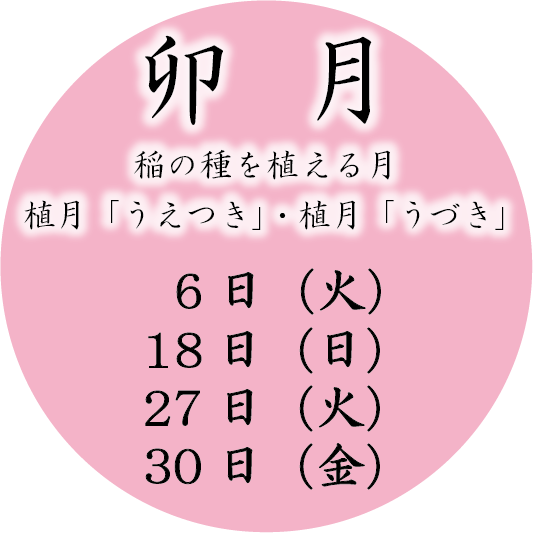 卯月
稲の種を植える月
植月「うえつき」・植月「うづき」
6日（火）
18日（日）
27日（火）
30日（金）